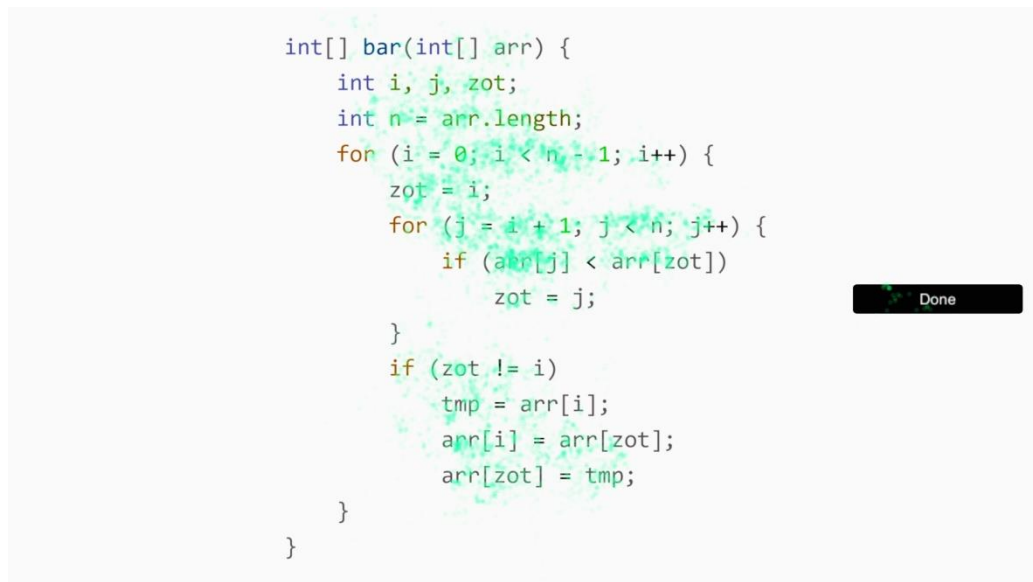 int[] bar(int[] arr) {
    int i, j, zot;
    int n = arr.length;
    for (i = 0; i < n - 1; i++) {
        zot = i;
        for (j = i + 1; j < n; j++) {
            if (arr[j] < arr[zot])
                zot = j;
        }
        if (zot != i)
            tmp = arr[i];
            arr[i] = arr[zot];
            arr[zot] = tmp;
    }
}
Done